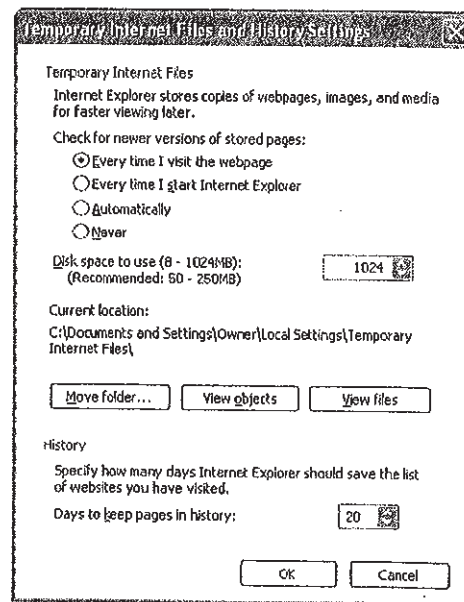 Temporary Internet Files and History Settings
Temporary Internet Files
Internet Explorer stores copies of webpages, images, and media
for faster viewing later.
Check for newer versions of stored pages:
Every time I visit the webpage
Every time I start Internet Explorer
Automatically
Never
Disk space to use (8 - 1024MB):
1024
(Recommended: 50 - 250MB)
Current location:
C:\Documents and Settings\Owner\Local Settings\Temporary
Internet Files\
Move folder... View objects View files
History
Specify how many days Internet Explorer should save the list
of websites you have visited.
Days to keep pages in history: 20
OK Cancel